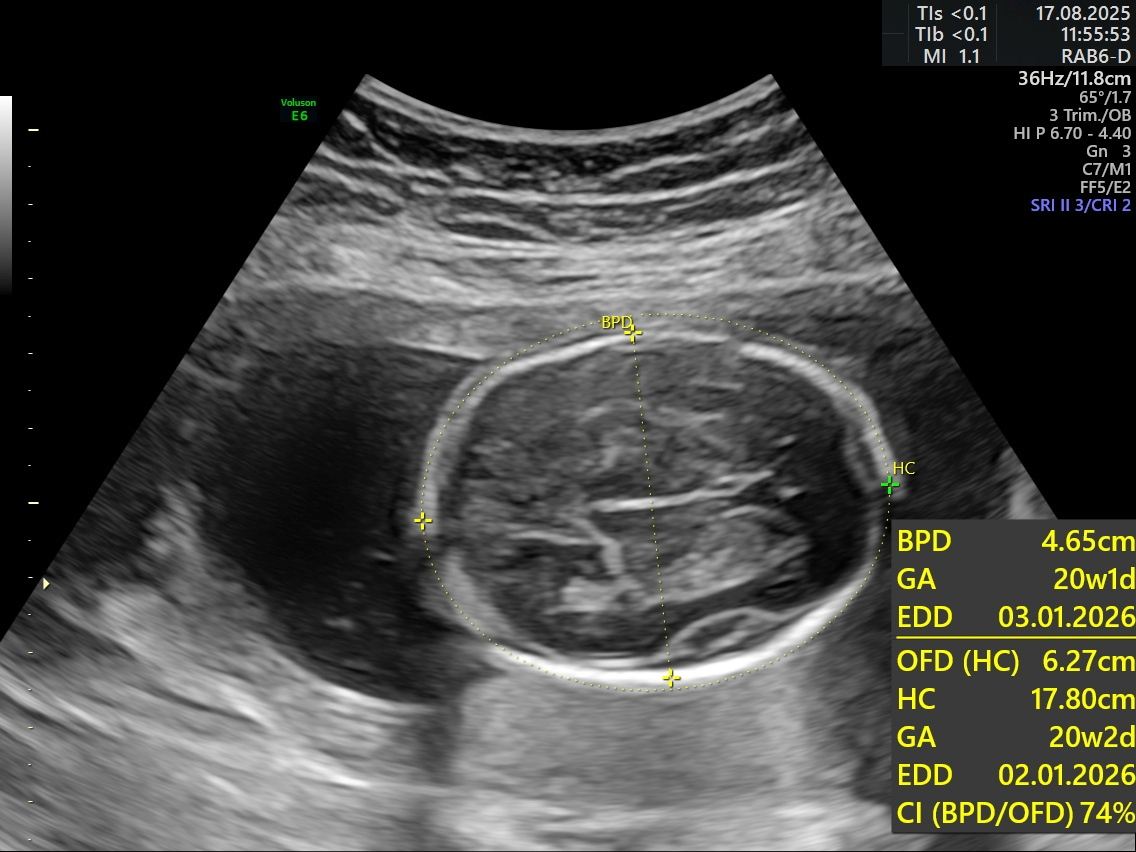 TIs <0.1 17.08.2025
TIb <0.1 11:55:53
MI 1.1 RAB6-D
36Hz/11.8cm
65°/1.7
3 Trim./OB
HI P 6.70 - 4.40
Gn 3
C7/M1
FF5/E2
SRI II 3/CRI 2
Voluson
E6
BPD
HC
BPD 4.65cm
GA 20w1d
EDD 03.01.2026
OFD (HC) 6.27cm
HC 17.80cm
GA 20w2d
EDD 02.01.2026
CI (BPD/OFD) 74%